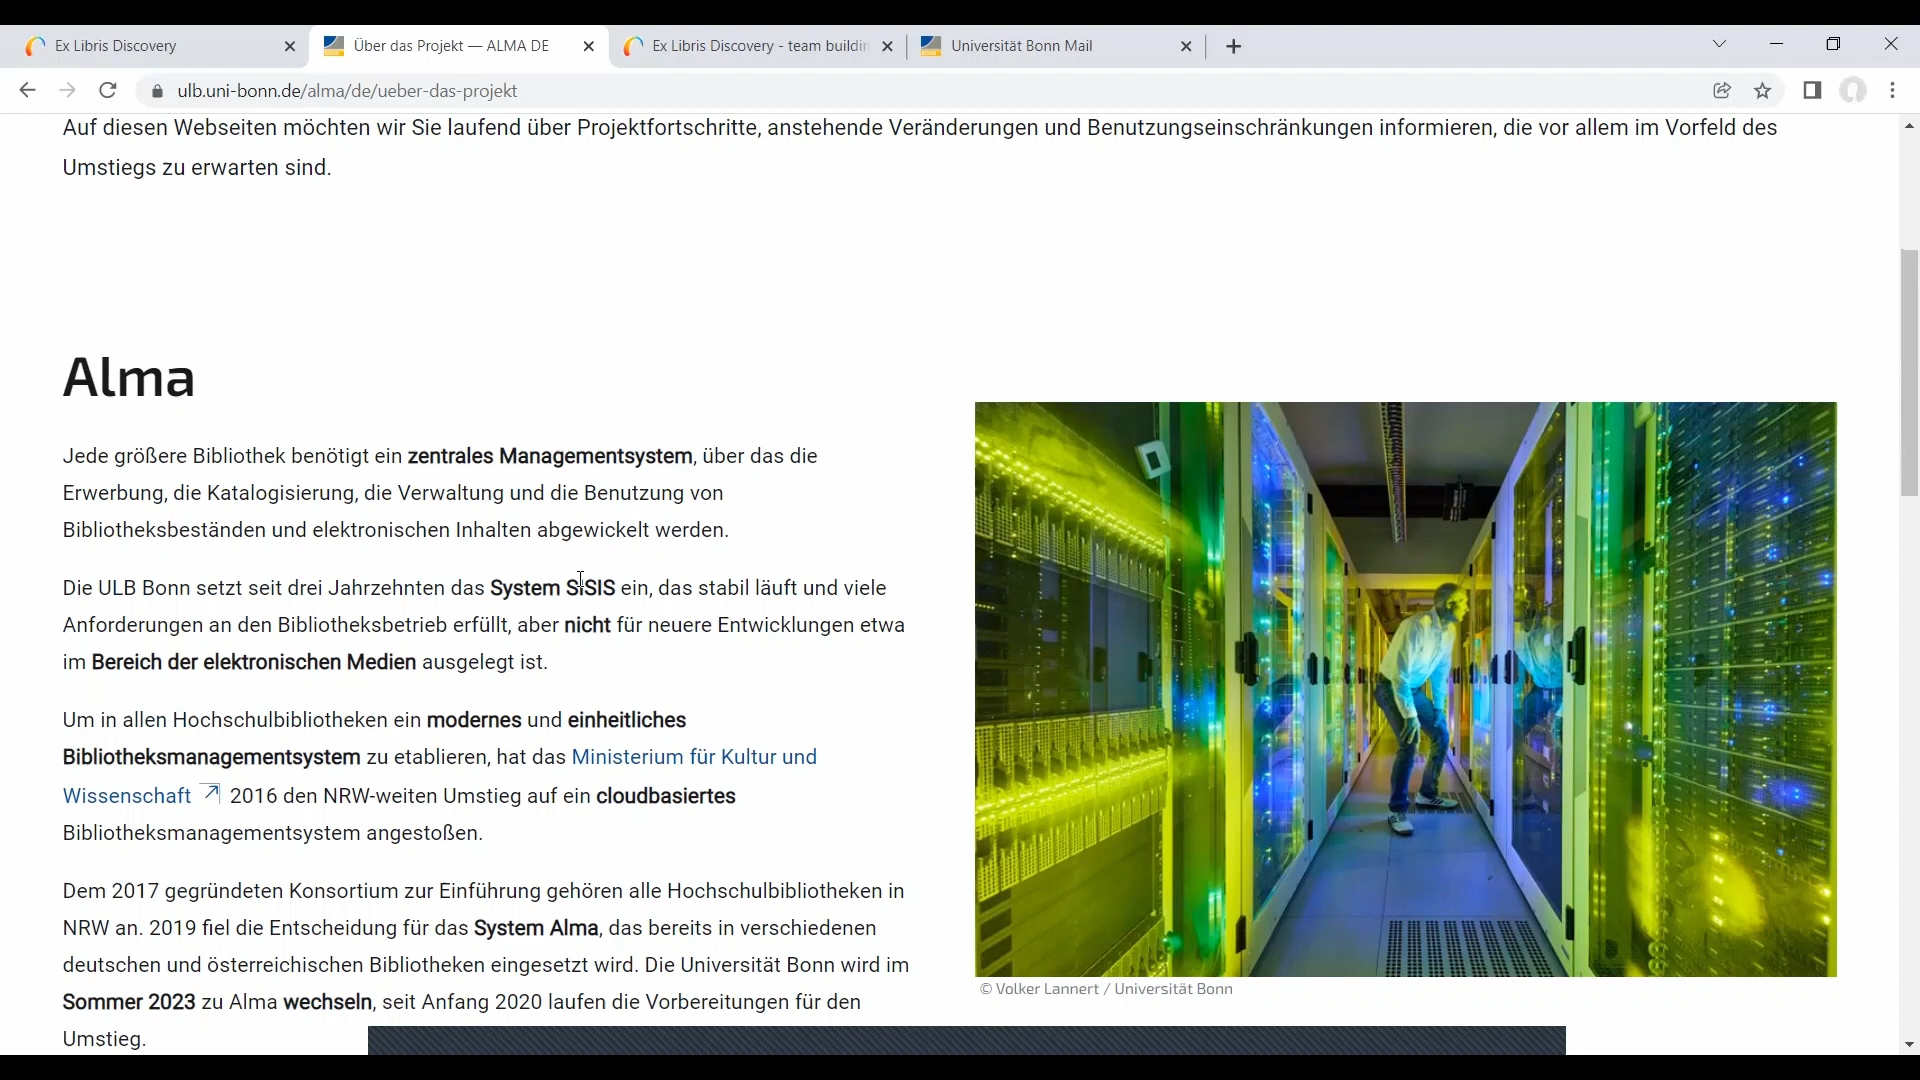 Ex Libris Discovery
Über das Projekt — ALMA DE
Ex Libris Discovery - team buildin
Universität Bonn Mail
ulb.uni-bonn.de/alma/de/ueber-das-projekt
Auf diesen Webseiten möchten wir Sie laufend über Projektfortschritte, anstehende Veränderungen und Benutzungseinschränkungen informieren, die vor allem im Vorfeld des
Umstiegs zu erwarten sind.
Alma
Jede größere Bibliothek benötigt ein zentrales Managementsystem, über das die
Erwerbung, die Katalogisierung, die Verwaltung und die Benutzung von
Bibliotheksbeständen und elektronischen Inhalten abgewickelt werden.
Die ULB Bonn setzt seit drei Jahrzehnten das System SISIS ein, das stabil läuft und viele
Anforderungen an den Bibliotheksbetrieb erfüllt, aber nicht für neuere Entwicklungen etwa
im Bereich der elektronischen Medien ausgelegt ist.
Um in allen Hochschulbibliotheken ein modernes und einheitliches
Bibliotheksmanagementsystem zu etablieren, hat das Ministerium für Kultur und
Wissenschaft 2016 den NRW-weiten Umstieg auf ein cloudbasiertes
Bibliotheksmanagementsystem angestoßen.
Dem 2017 gegründeten Konsortium zur Einführung gehören alle Hochschulbibliotheken in
NRW an. 2019 fiel die Entscheidung für das System Alma, das bereits in verschiedenen
deutschen und österreichischen Bibliotheken eingesetzt wird. Die Universität Bonn wird im
Sommer 2023 zu Alma wechseln, seit Anfang 2020 laufen die Vorbereitungen für den
Umstieg.
© Volker Lannert / Universität Bonn